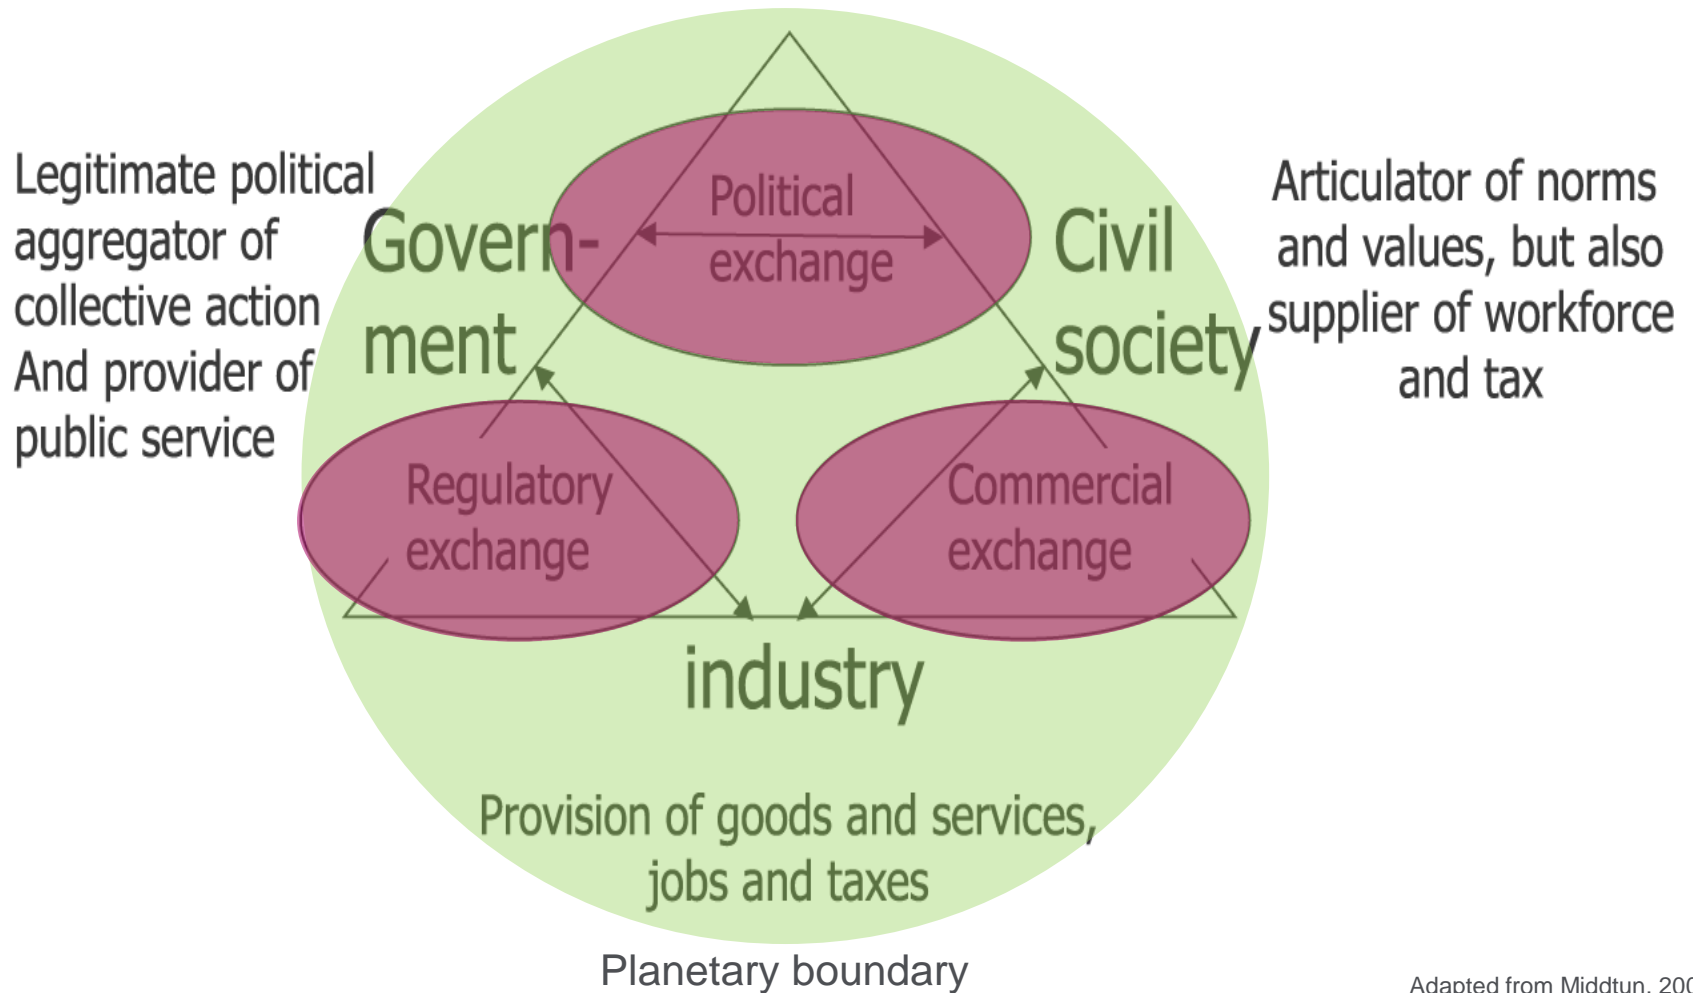 Legitimate political
aggregator of
collective action
And provider of
public service
Govern-
ment
Political
exchange
Civil
society
Articulator of norms
and values, but also
supplier of workforce
and tax
Regulatory
exchange
Commercial
exchange
industry
Provision of goods and services,
jobs and taxes
Planetary boundary
Adapted from Middtun,